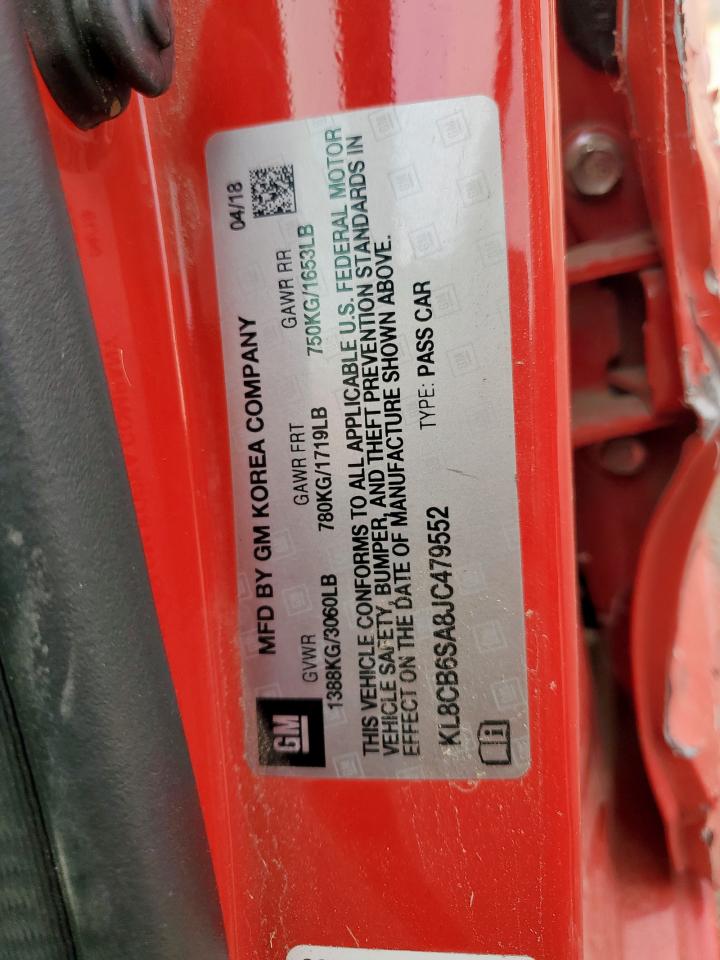 MFD BY GM KOREA COMPANY 04/18
GVWR GAWR FRT GAWR RR
1388KG/3060LB 780KG/1719LB 750KG/1653LB
THIS VEHICLE CONFORMS TO ALL APPLICABLE U.S. FEDERAL MOTOR
VEHICLE SAFETY, BUMPER, AND THEFT PREVENTION STANDARDS IN
EFFECT ON THE DATE OF MANUFACTURE SHOWN ABOVE.
KL8CB6SA8JC479552 TYPE: PASS CAR
GM